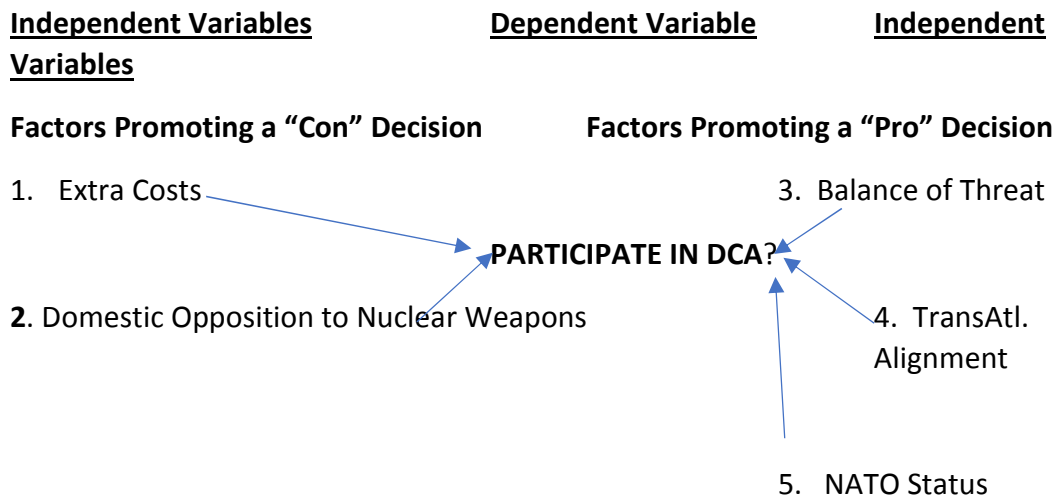 Independent Variables Dependent Variable Independent
Variables
Factors Promoting a “Con” Decision Factors Promoting a “Pro” Decision
1. Extra Costs 3. Balance of Threat
PARTICIPATE IN DCA?
2. Domestic Opposition to Nuclear Weapons 4. TransAtl.
Alignment
5. NATO Status